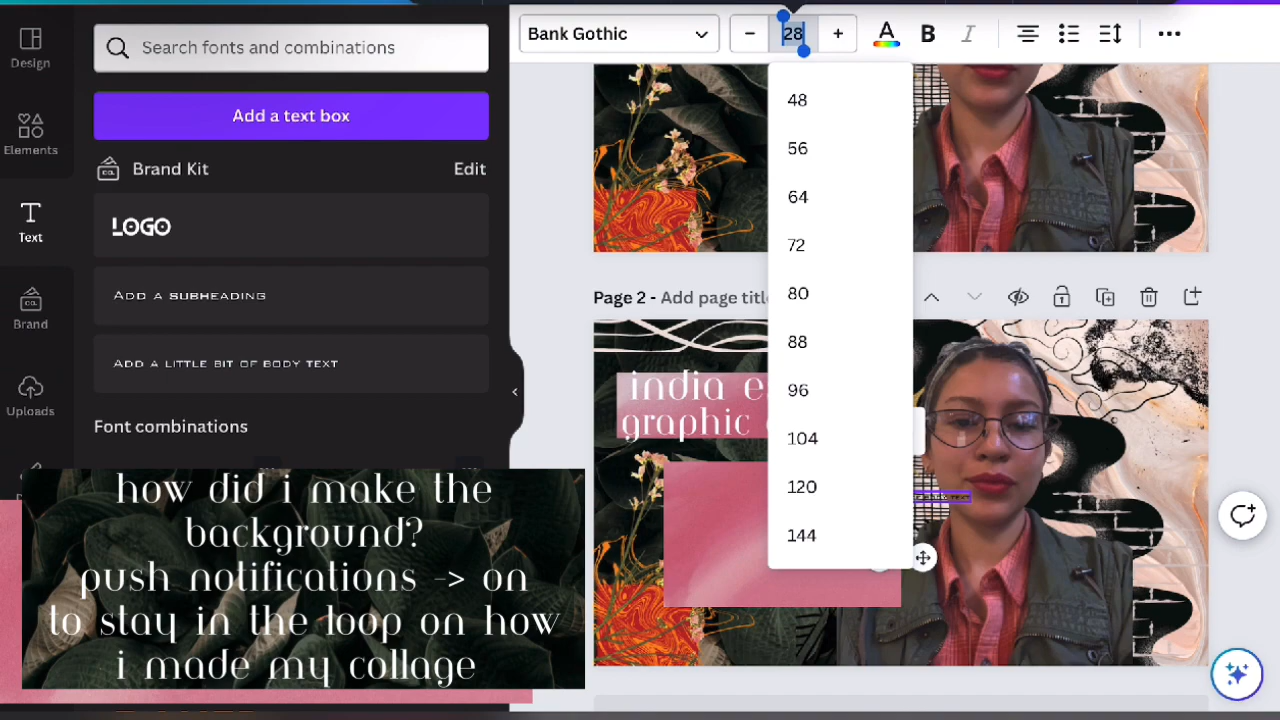 Design
Elements
Text
Brand
Uploads
Search fonts and combinations
Add a text box
Brand Kit
Edit
LOGO
Add a subheading
Add a little bit of body text
Font combinations
how did i make the
background?
push notifications -> on
to stay in the loop on how
i made my collage
Bank Gothic
− 28 +
A B I
48
56
64
72
80
88
96
104
120
144
Page 2 - Add page title
india e
graphic